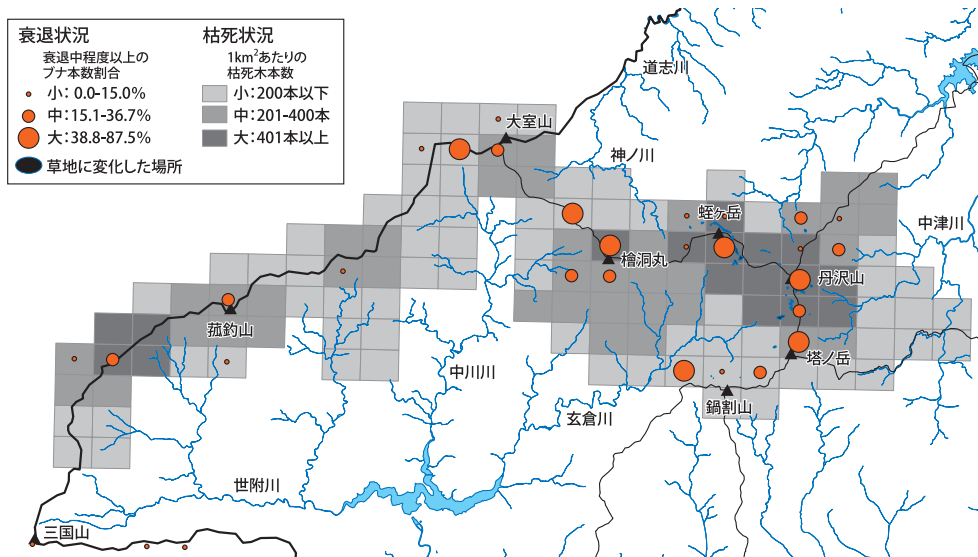 衰退状況
衰退中程度以上の
ブナ本数割合
小：0.0-15.0%
中：15.1-36.7%
大：38.8-87.5%
草地に変化した場所
枯死状況
1km²あたりの
枯死木本数
小：200本以下
中：201-400本
大：401本以上
道志川
大室山
神ノ川
蛭ヶ岳
中津川
檜洞丸
丹沢山
菰釣山
塔ノ岳
中川川
鍋割山
玄倉川
世附川
三国山